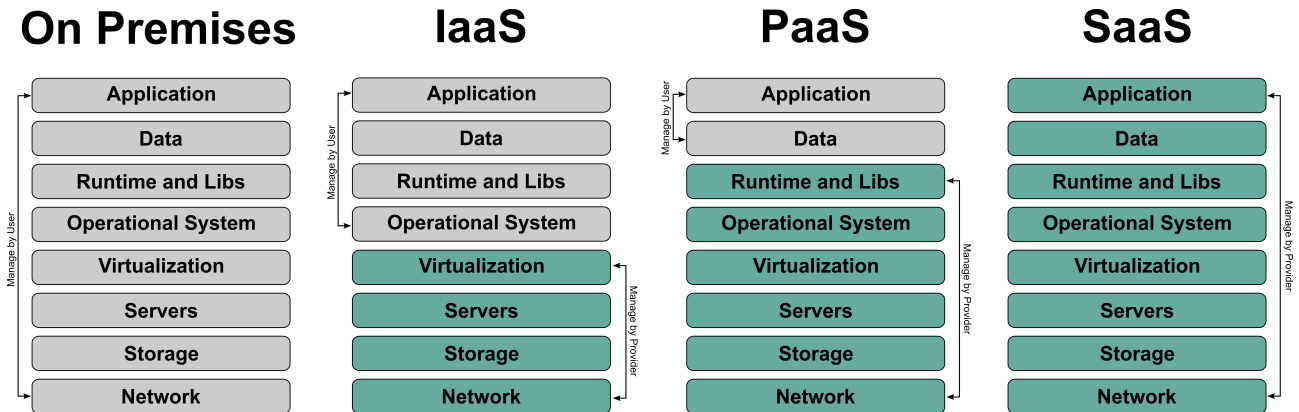 On Premises
IaaS
PaaS
SaaS
Application
Data
Runtime and Libs
Operational System
Virtualization
Servers
Storage
Network
Manage by User
Application
Data
Runtime and Libs
Operational System
Virtualization
Servers
Storage
Network
Manage by User
Manage by Provider
Application
Data
Runtime and Libs
Operational System
Virtualization
Servers
Storage
Network
Manage by User
Manage by Provider
Application
Data
Runtime and Libs
Operational System
Virtualization
Servers
Storage
Network
Manage by Provider